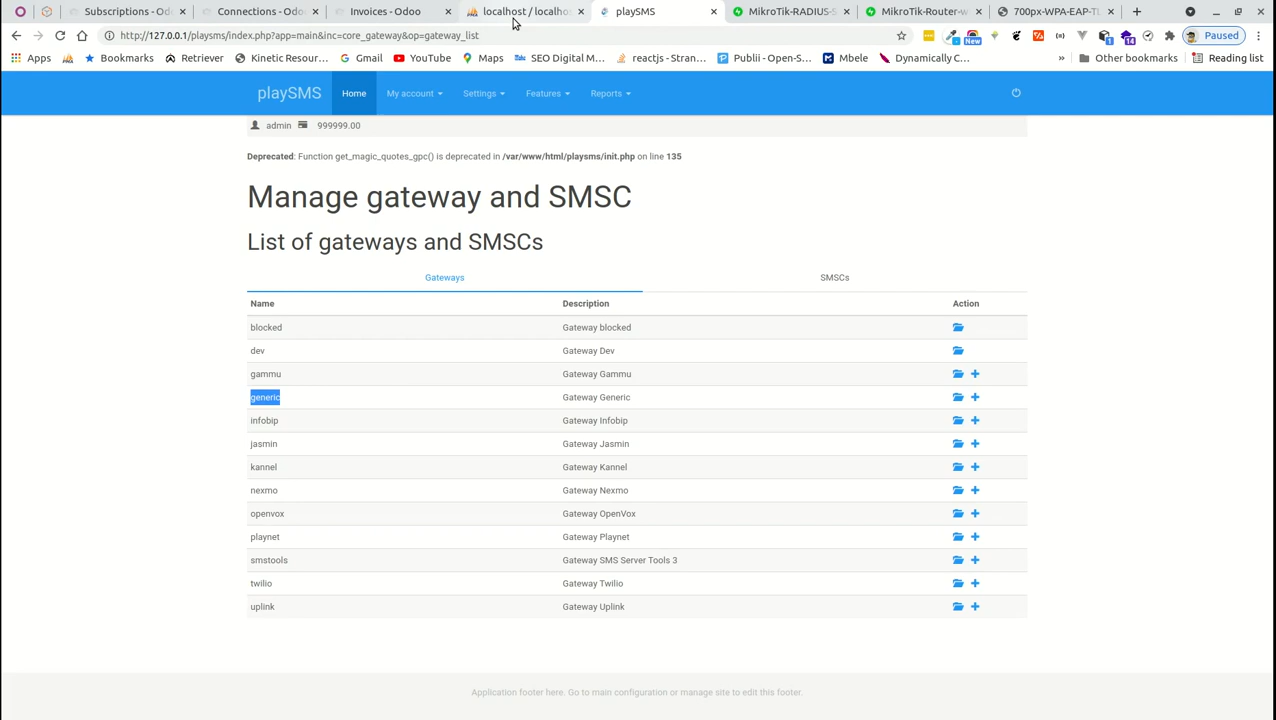 Subscriptions - Odo
Connections - Odo
Invoices - Odoo
localhost / localho
playSMS
MikroTik-RADIUS-S
MikroTik-Router-w
700px-WPA-EAP-TL
http://127.0.0.1/playsms/index.php?app=main&inc=core_gateway&op=gateway_list
New
14
Paused
Apps
Bookmarks
Retriever
Kinetic Resour...
Gmail
YouTube
Maps
SEO Digital M...
reactjs - Stran...
Publii - Open-S...
Mbele
Dynamically C...
»
Other bookmarks
Reading list
playSMS
Home
My account
Settings
Features
Reports
admin 999999.00
Deprecated: Function get_magic_quotes_gpc() is deprecated in /var/www/html/playsms/init.php on line 135
Manage gateway and SMSC
List of gateways and SMSCs
Gateways SMSCs
Name Description Action
blocked Gateway blocked
dev Gateway Dev
gammu Gateway Gammu
generic Gateway Generic
infobip Gateway Infobip
jasmin Gateway Jasmin
kannel Gateway Kannel
nexmo Gateway Nexmo
openvox Gateway OpenVox
playnet Gateway Playnet
smstools Gateway SMS Server Tools 3
twilio Gateway Twilio
uplink Gateway Uplink
Application footer here. Go to main configuration or manage site to edit this footer.